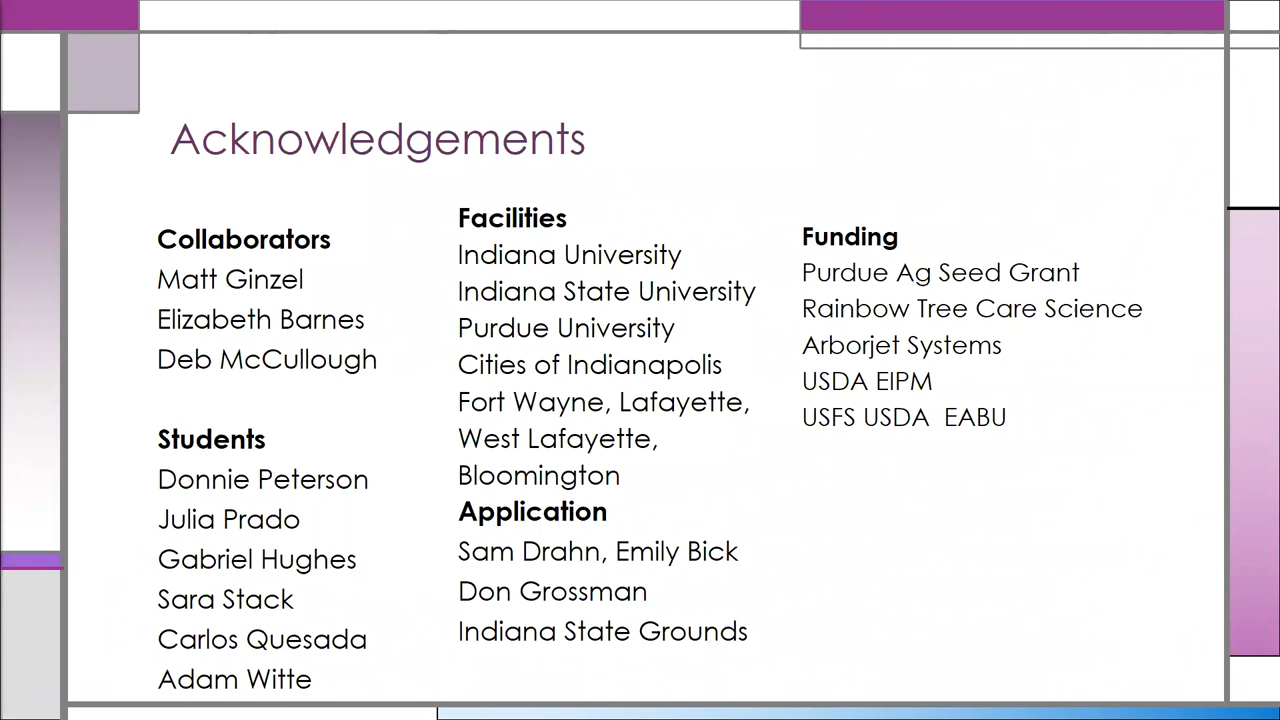 Acknowledgements
Collaborators
Matt Ginzel
Elizabeth Barnes
Deb McCullough
Students
Donnie Peterson
Julia Prado
Gabriel Hughes
Sara Stack
Carlos Quesada
Adam Witte
Facilities
Indiana University
Indiana State University
Purdue University
Cities of Indianapolis
Fort Wayne, Lafayette,
West Lafayette,
Bloomington
Application
Sam Drahn, Emily Bick
Don Grossman
Indiana State Grounds
Funding
Purdue Ag Seed Grant
Rainbow Tree Care Science
Arborjet Systems
USDA EIPM
USFS USDA  EABU